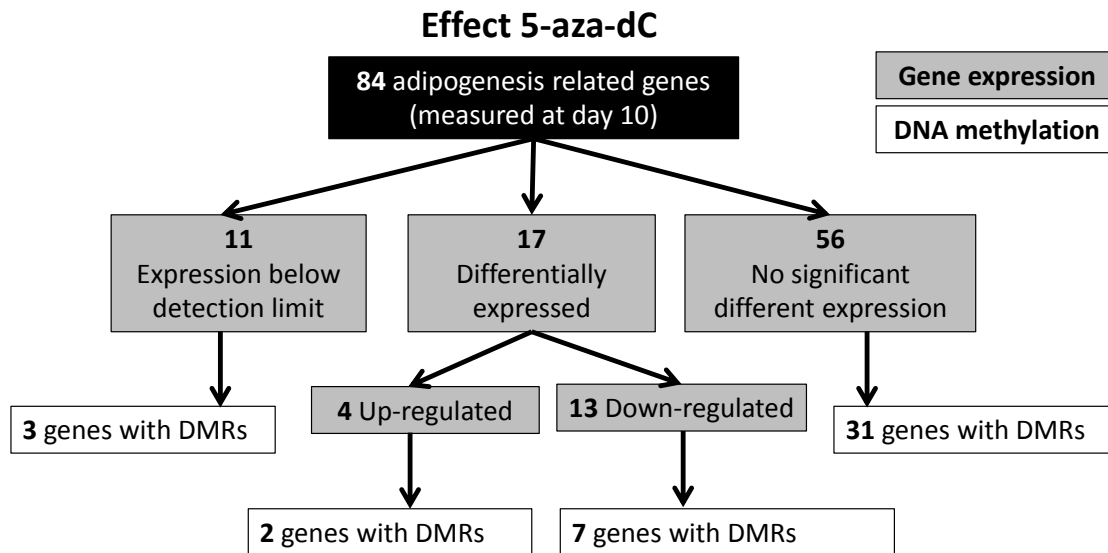 Effect 5-aza-dC
84 adipogenesis related genes
(measured at day 10)
Gene expression
DNA methylation
11
Expression below
detection limit
17
Differentially
expressed
56
No significant
different expression
4 Up-regulated
13 Down-regulated
3 genes with DMRs
31 genes with DMRs
2 genes with DMRs
7 genes with DMRs